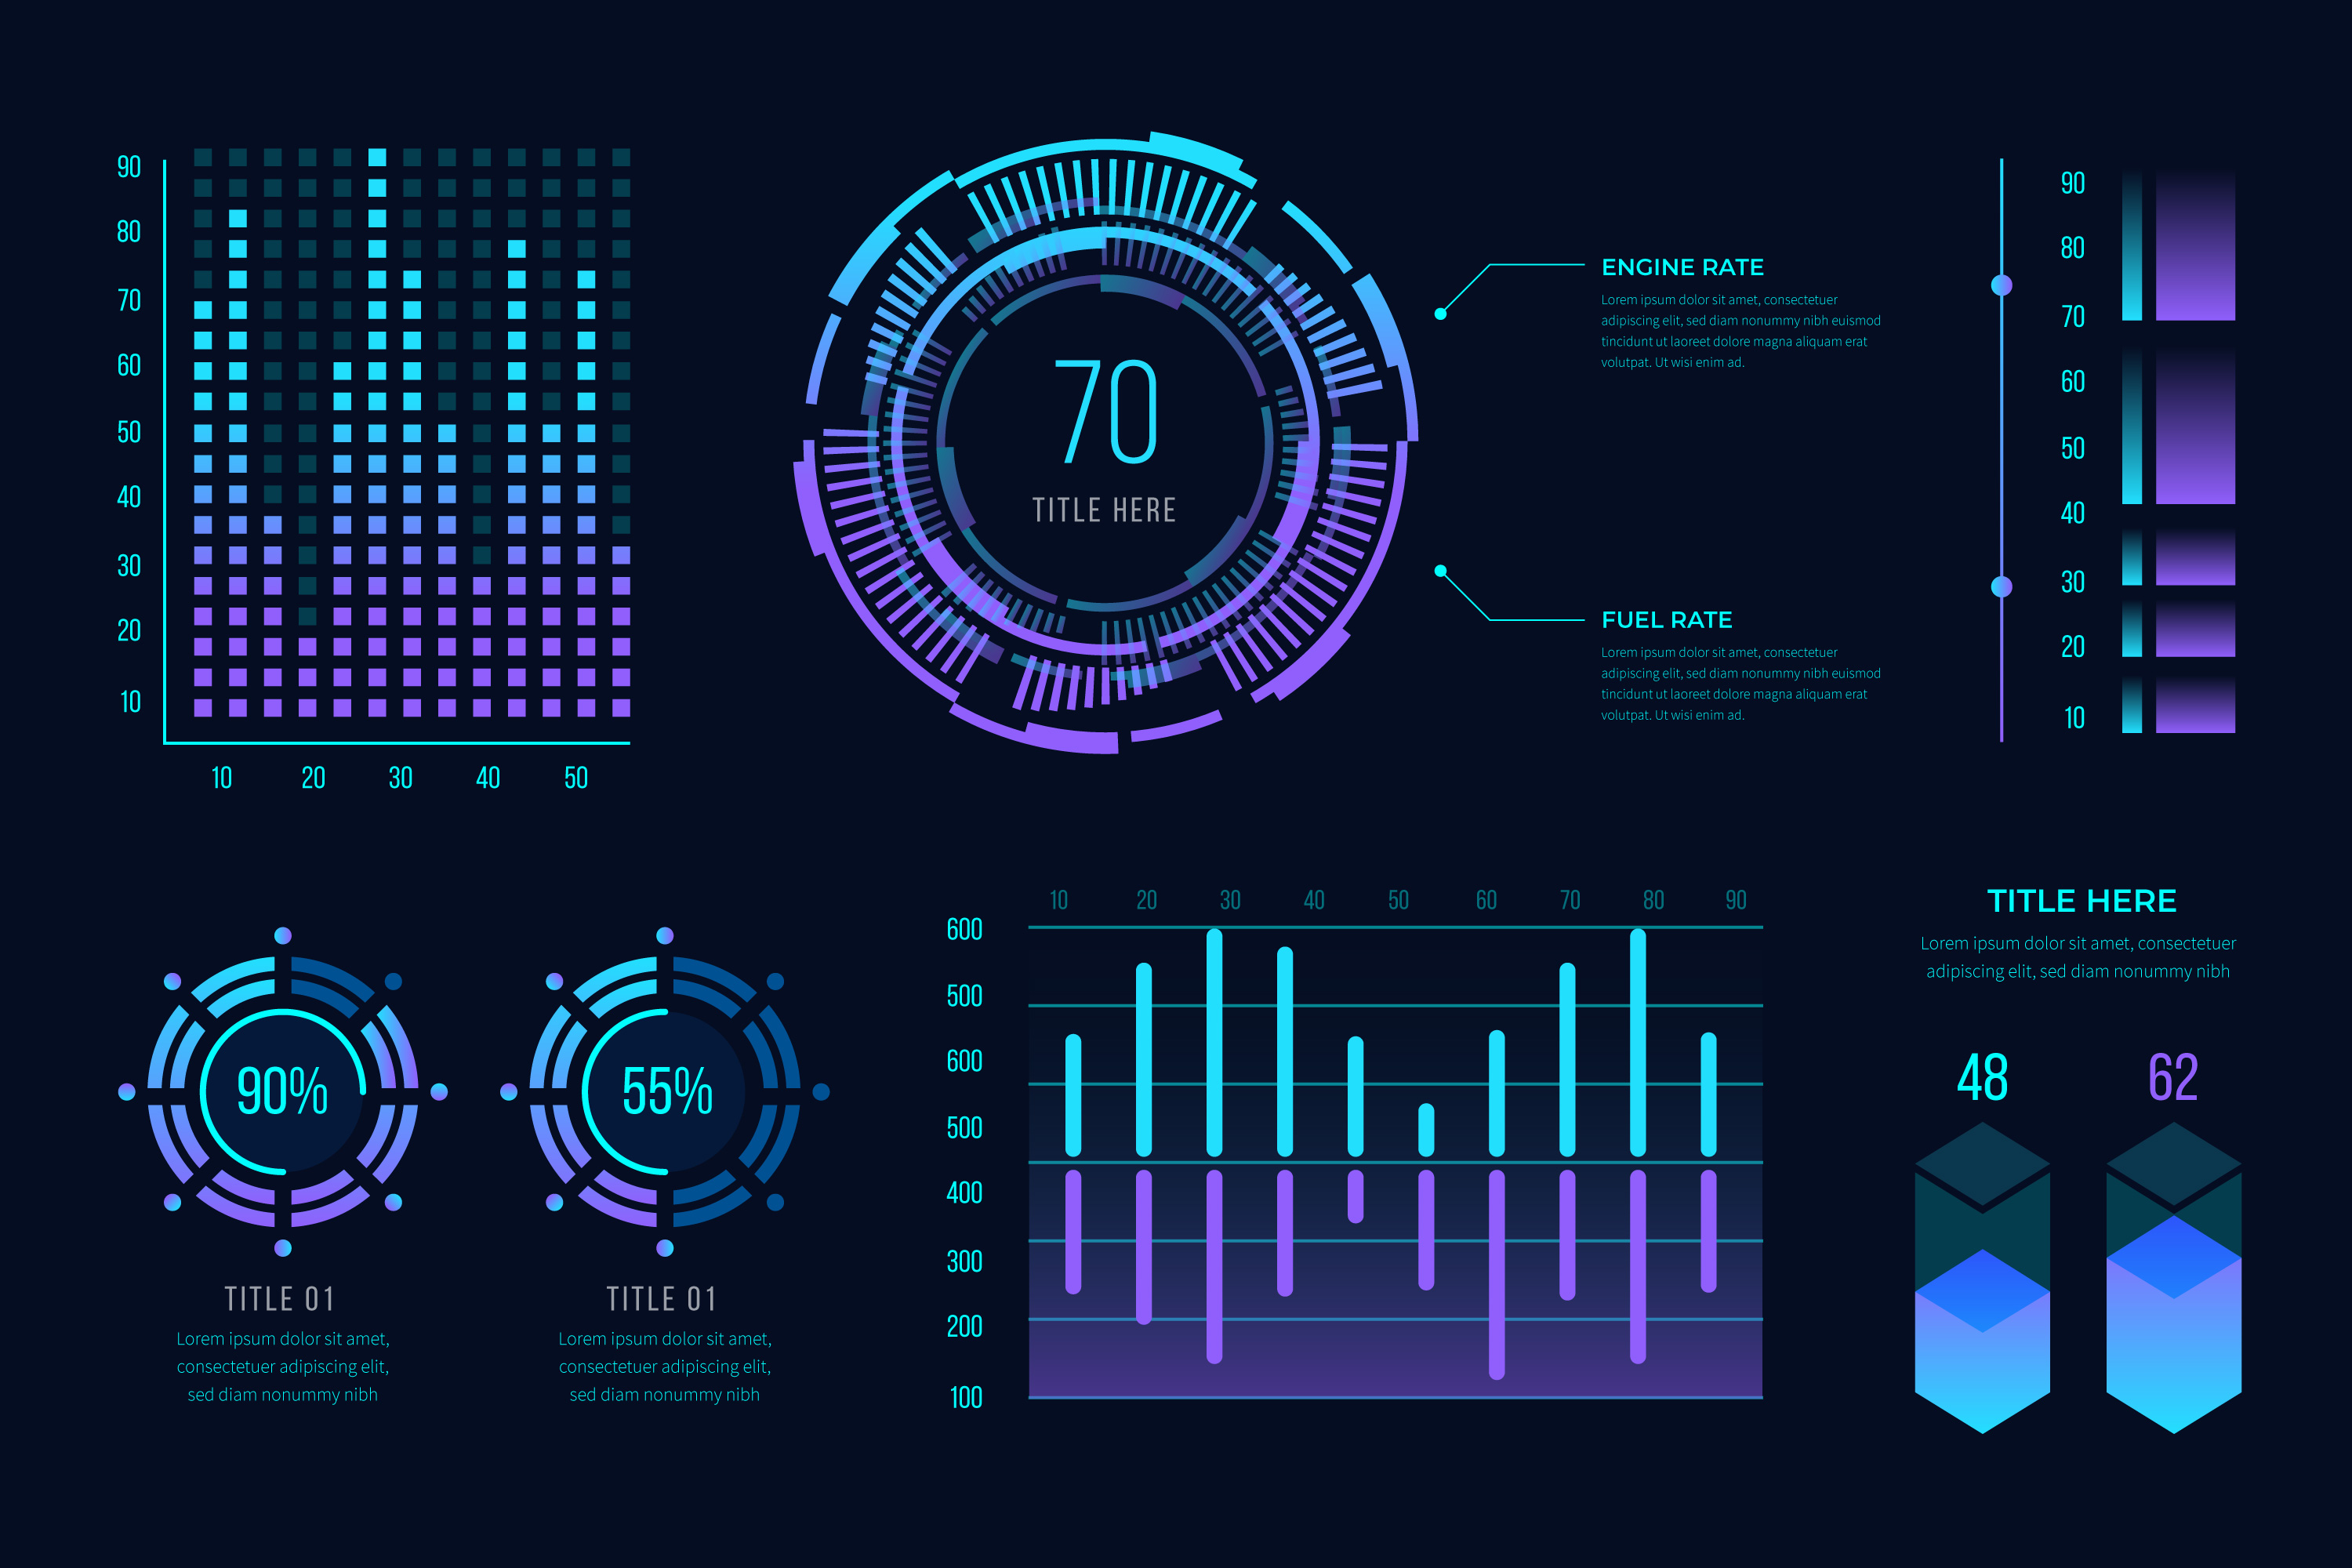 90
80
70
60
50
40
30
20
10
10 20 30 40 50
70
TITLE HERE
ENGINE RATE
Lorem ipsum dolor sit amet, consectetuer
adipiscing elit, sed diam nonummy nibh euismod
tincidunt ut laoreet dolore magna aliquam erat
volutpat. Ut wisi enim ad.
FUEL RATE
Lorem ipsum dolor sit amet, consectetuer
adipiscing elit, sed diam nonummy nibh euismod
tincidunt ut laoreet dolore magna aliquam erat
volutpat. Ut wisi enim ad.
90
80
70
60
50
40
30
20
10
90%
TITLE 01
Lorem ipsum dolor sit amet,
consectetuer adipiscing elit,
sed diam nonummy nibh
55%
TITLE 01
Lorem ipsum dolor sit amet,
consectetuer adipiscing elit,
sed diam nonummy nibh
10 20 30 40 50 60 70 80 90
600
500
600
500
400
300
200
100
TITLE HERE
Lorem ipsum dolor sit amet, consectetuer
adipiscing elit, sed diam nonummy nibh
48 62